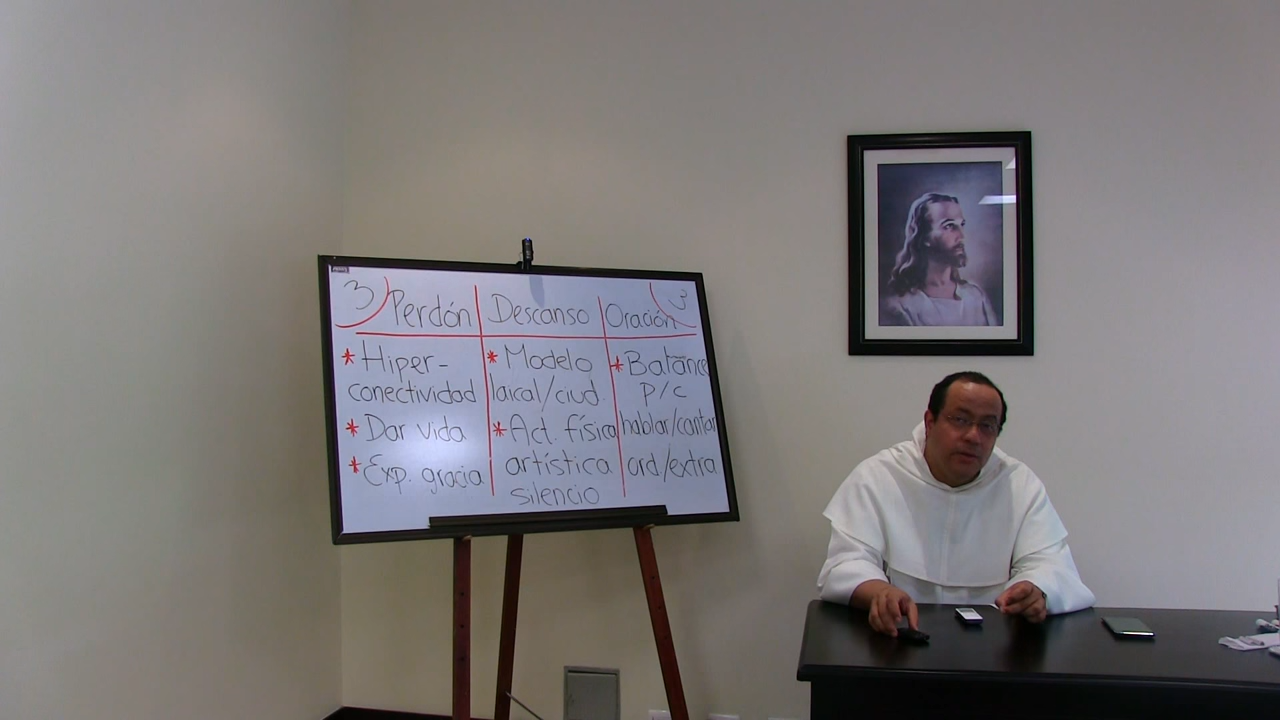 3) Perdón | Descanso | Oración (3
* Hiper-
conectividad
* Dar vida
* Exp. gracia
* Modelo
laical/ciud.
* Act. física
artística
silencio
* Balance
p/c
hablar/cantar
ord/extra